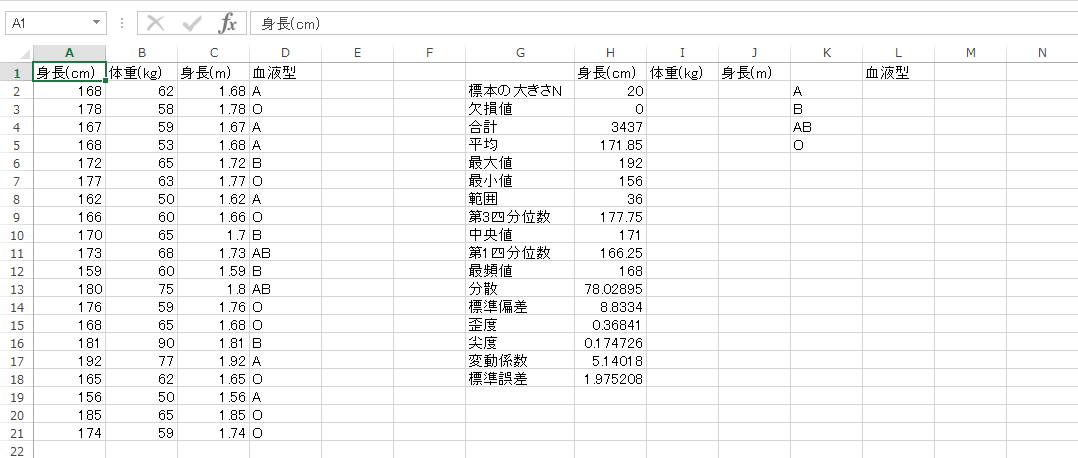 A1 fx 身長(cm)
A B C D E F G H I J K L M N
1 身長(cm) 体重(kg) 身長(m) 血液型 身長(cm) 体重(kg) 身長(m) 血液型
2 168 62 1.68 A 標本の大きさN 20 A
3 178 58 1.78 O 欠損値 0 B
4 167 59 1.67 A 合計 3437 AB
5 168 53 1.68 A 平均 171.85 O
6 172 65 1.72 B 最大値 192
7 177 63 1.77 O 最小値 156
8 162 50 1.62 A 範囲 36
9 166 60 1.66 O 第3四分位数 177.75
10 170 65 1.7 B 中央値 171
11 173 68 1.73 AB 第1四分位数 166.25
12 159 60 1.59 B 最頻値 168
13 180 75 1.8 AB 分散 78.02895
14 176 59 1.76 O 標準偏差 8.8334
15 168 65 1.68 O 歪度 0.36841
16 181 90 1.81 B 尖度 0.174726
17 192 77 1.92 A 変動係数 5.14018
18 165 62 1.65 O 標準誤差 1.975208
19 156 50 1.56 A
20 185 65 1.85 O
21 174 59 1.74 O
22